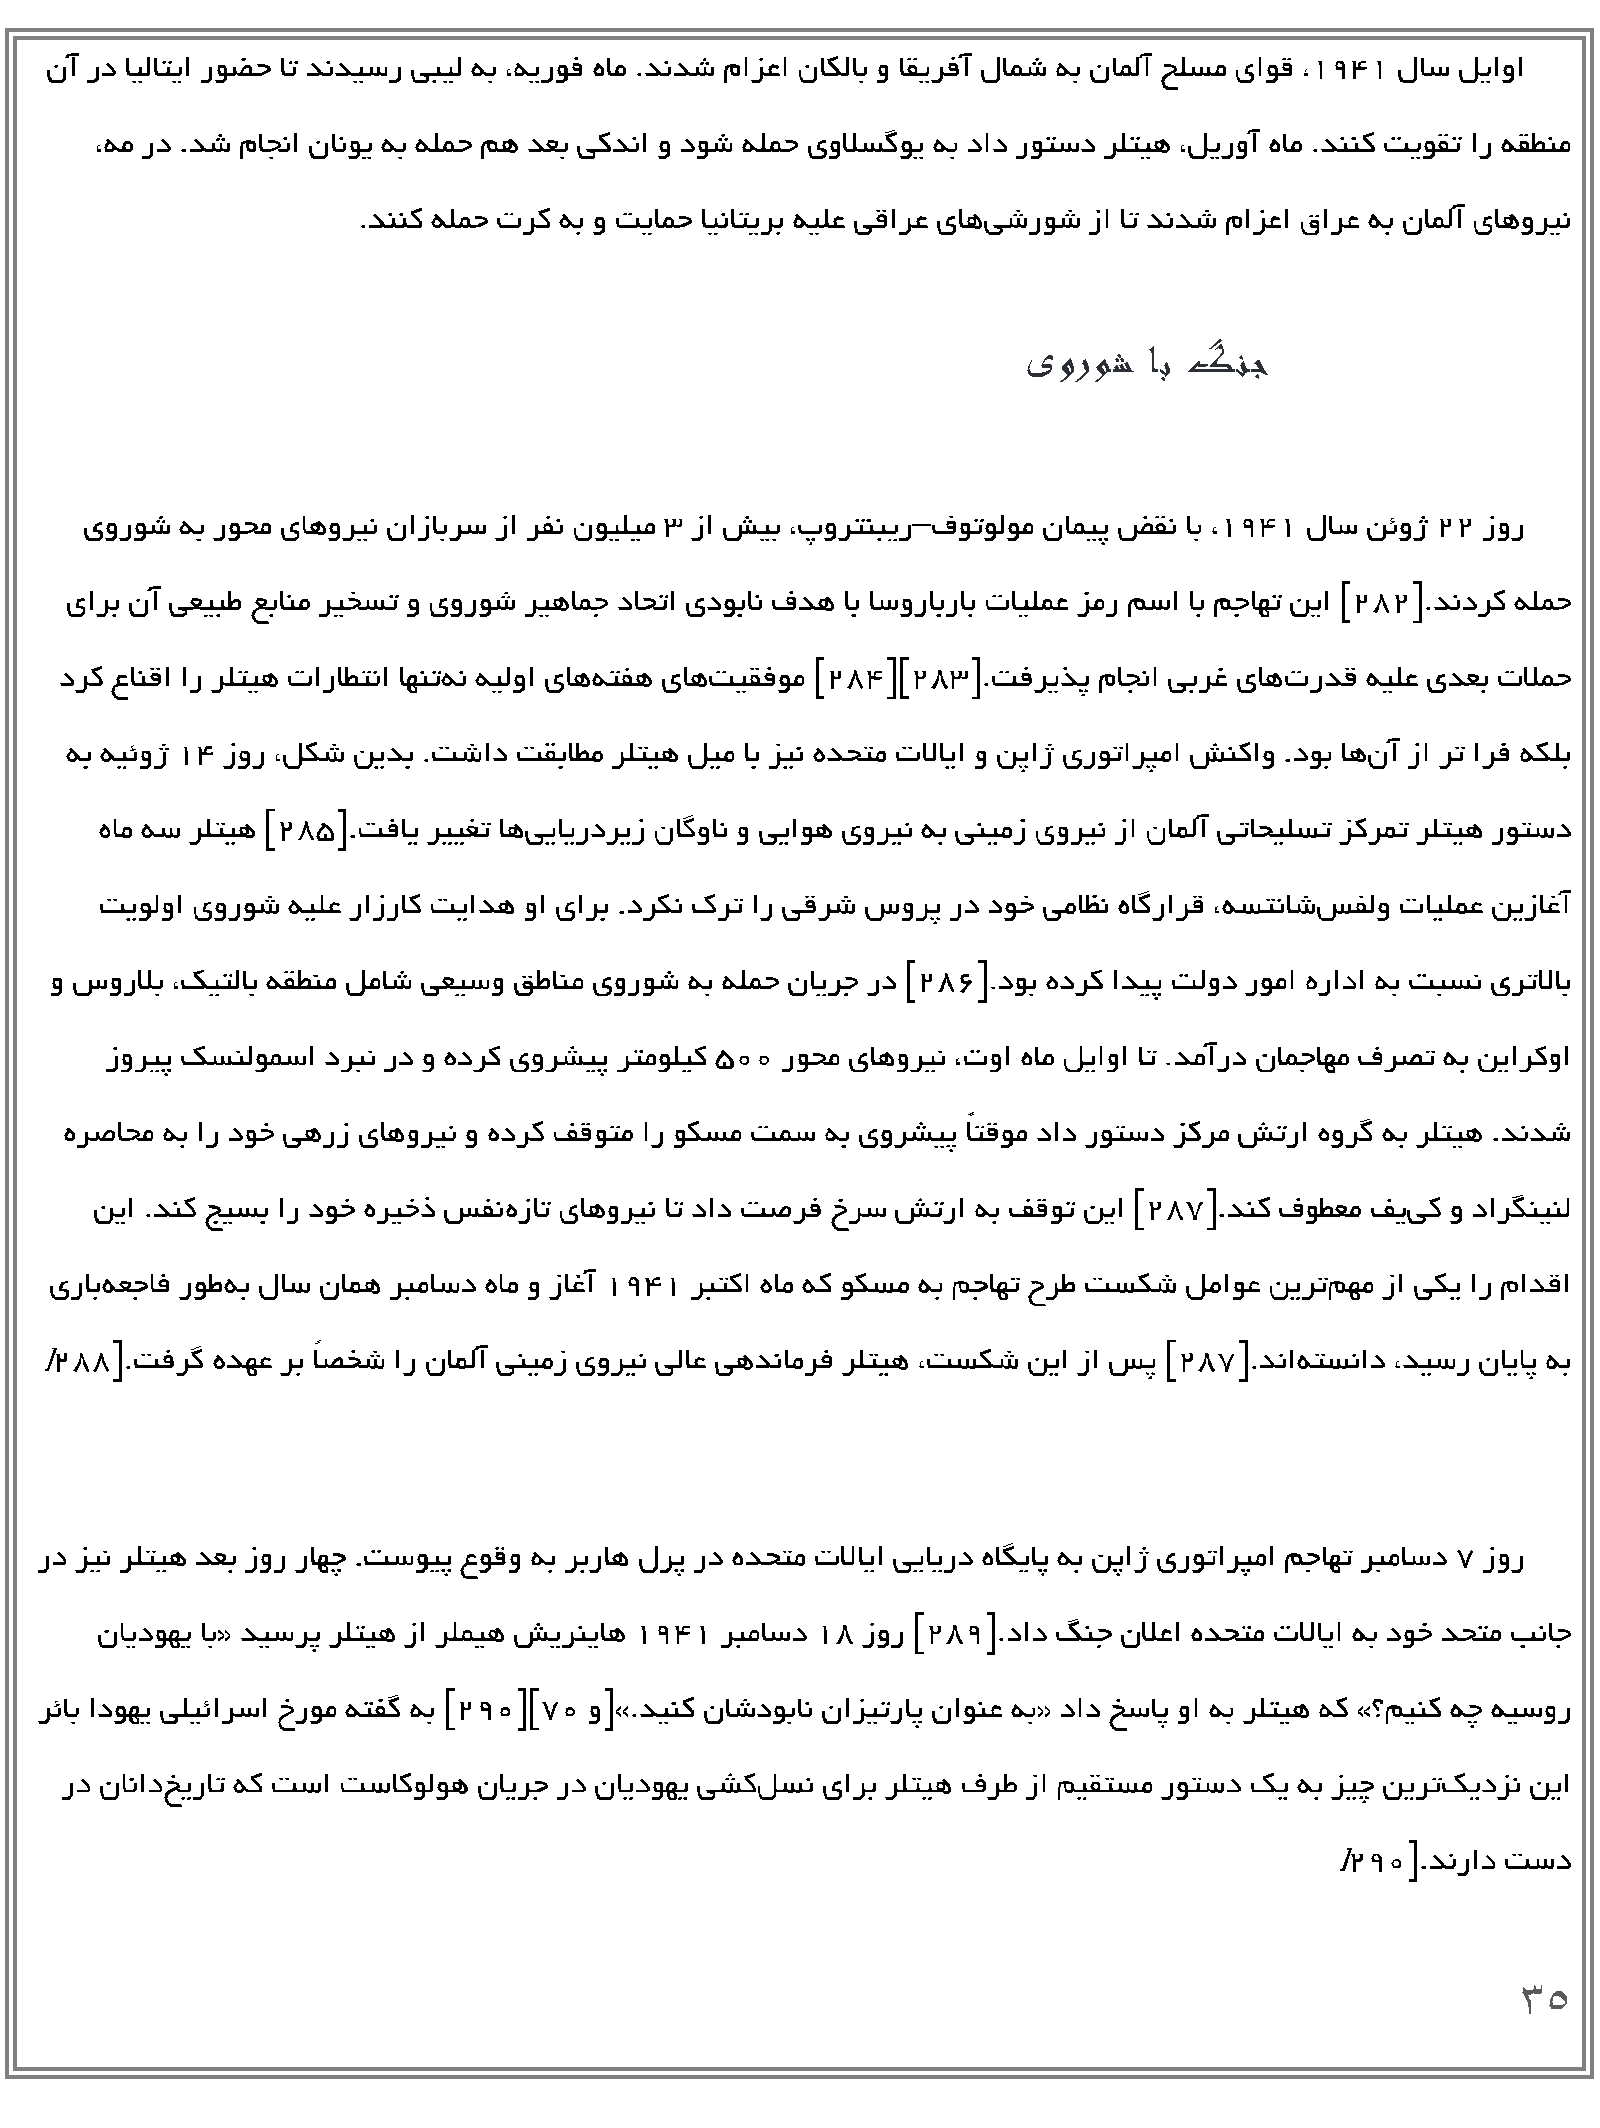 اوایل سال ۱۹۴۱، قوای مسلح آلمان به شمال آفریقا و بالکان اعزام شدند. ماه فوریه، به لیبی رسیدند تا حضور ایتالیا در آن
منطقه را تقویت کنند. ماه آوریل، هیتلر دستور داد به یوگسلاوی حمله شود و اندکی بعد هم حمله به یونان انجام شد. در مه،
نیروهای آلمان به عراق اعزام شدند تا از شورشی‌های عراقی علیه بریتانیا حمایت و به کرت حمله کنند.
جنگ با شوروی
روز ۲۲ ژوئن سال ۱۹۴۱، با نقض پیمان مولوتوف–ریبنتروپ، بیش از ۳ میلیون نفر از سربازان نیروهای محور به شوروی
حمله کردند.[۲۸۲] این تهاجم با اسم رمز عملیات بارباروسا با هدف نابودی اتحاد جماهیر شوروی و تسخیر منابع طبیعی آن برای
حملات بعدی علیه قدرت‌های غربی انجام پذیرفت.[۲۸۳][۲۸۴] موفقیت‌های هفته‌های اولیه نه‌تنها انتظارات هیتلر را اقناع کرد
بلکه فرا تر از آن‌ها بود. واکنش امپراتوری ژاپن و ایالات متحده نیز با میل هیتلر مطابقت داشت. بدین شکل، روز ۱۴ ژوئیه به
دستور هیتلر تمرکز تسلیحاتی آلمان از نیروی زمینی به نیروی هوایی و ناوگان زیردریایی‌ها تغییر یافت.[۲۸۵] هیتلر سه ماه
آغازین عملیات ولفس‌شانتسه، قرارگاه نظامی خود در پروس شرقی را ترک نکرد. برای او هدایت کارزار علیه شوروی اولویت
بالاتری نسبت به اداره امور دولت پیدا کرده بود.[۲۸۶] در جریان حمله به شوروی مناطق وسیعی شامل منطقه بالتیک، بلاروس و
اوکراین به تصرف مهاجمان درآمد. تا اوایل ماه اوت، نیروهای محور ۵۰۰ کیلومتر پیشروی کرده و در نبرد اسمولنسک پیروز
شدند. هیتلر به گروه ارتش مرکز دستور داد موقتاً پیشروی به سمت مسکو را متوقف کرده و نیروهای زرهی خود را به محاصره
لنینگراد و کی‌یف معطوف کند.[۲۸۷] این توقف به ارتش سرخ فرصت داد تا نیروهای تازه‌نفس ذخیره خود را بسیج کند. این
اقدام را یکی از مهم‌ترین عوامل شکست طرح تهاجم به مسکو که ماه اکتبر ۱۹۴۱ آغاز و ماه دسامبر همان سال به‌طور فاجعه‌باری
به پایان رسید، دانسته‌اند.[۲۸۷] پس از این شکست، هیتلر فرماندهی عالی نیروی زمینی آلمان را شخصاً بر عهده گرفت.[۲۸۸/
روز ۷ دسامبر تهاجم امپراتوری ژاپن به پایگاه دریایی ایالات متحده در پرل هاربر به وقوع پیوست. چهار روز بعد هیتلر نیز در
جانب متحد خود به ایالات متحده اعلان جنگ داد.[۲۸۹] روز ۱۸ دسامبر ۱۹۴۱ هاینریش هیملر از هیتلر پرسید «با یهودیان
روسیه چه کنیم؟» که هیتلر به او پاسخ داد «به عنوان پارتیزان نابودشان کنید.»[و ۷۰][۲۹۰] به گفته مورخ اسرائیلی یهودا بائر
این نزدیک‌ترین چیز به یک دستور مستقیم از طرف هیتلر برای نسل‌کشی یهودیان در جریان هولوکاست است که تاریخ‌دانان در
دست دارند.[۲۹۰/
۳۵